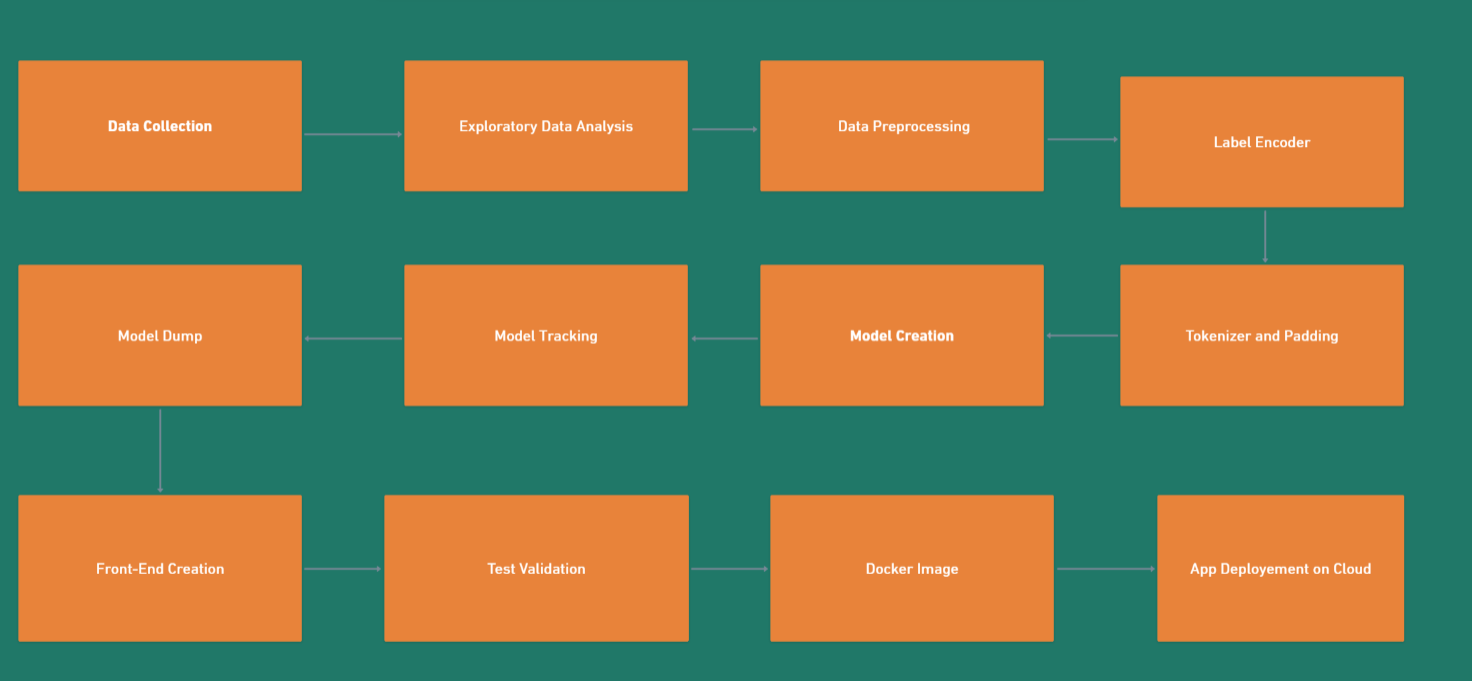 Data Collection
Exploratory Data Analysis
Data Preprocessing
Label Encoder
Tokenizer and Padding
Model Creation
Model Tracking
Model Dump
Front-End Creation
Test Validation
Docker Image
App Deployement on Cloud